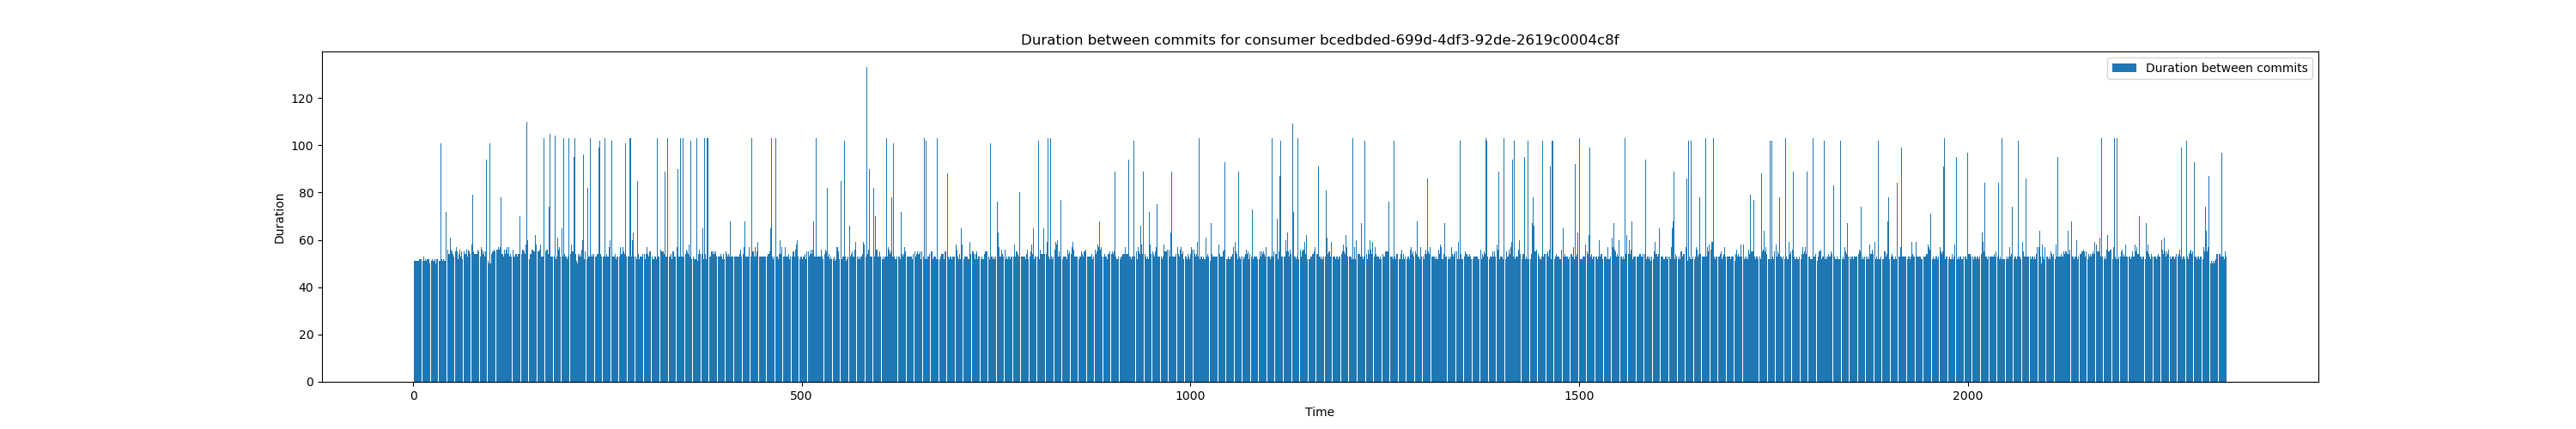 Duration between commits for consumer bcedbded-699d-4df3-92de-2619c0004c8f
Duration between commits
120
100
80
60
40
20
0
Duration
0 500 1000 1500 2000
Time